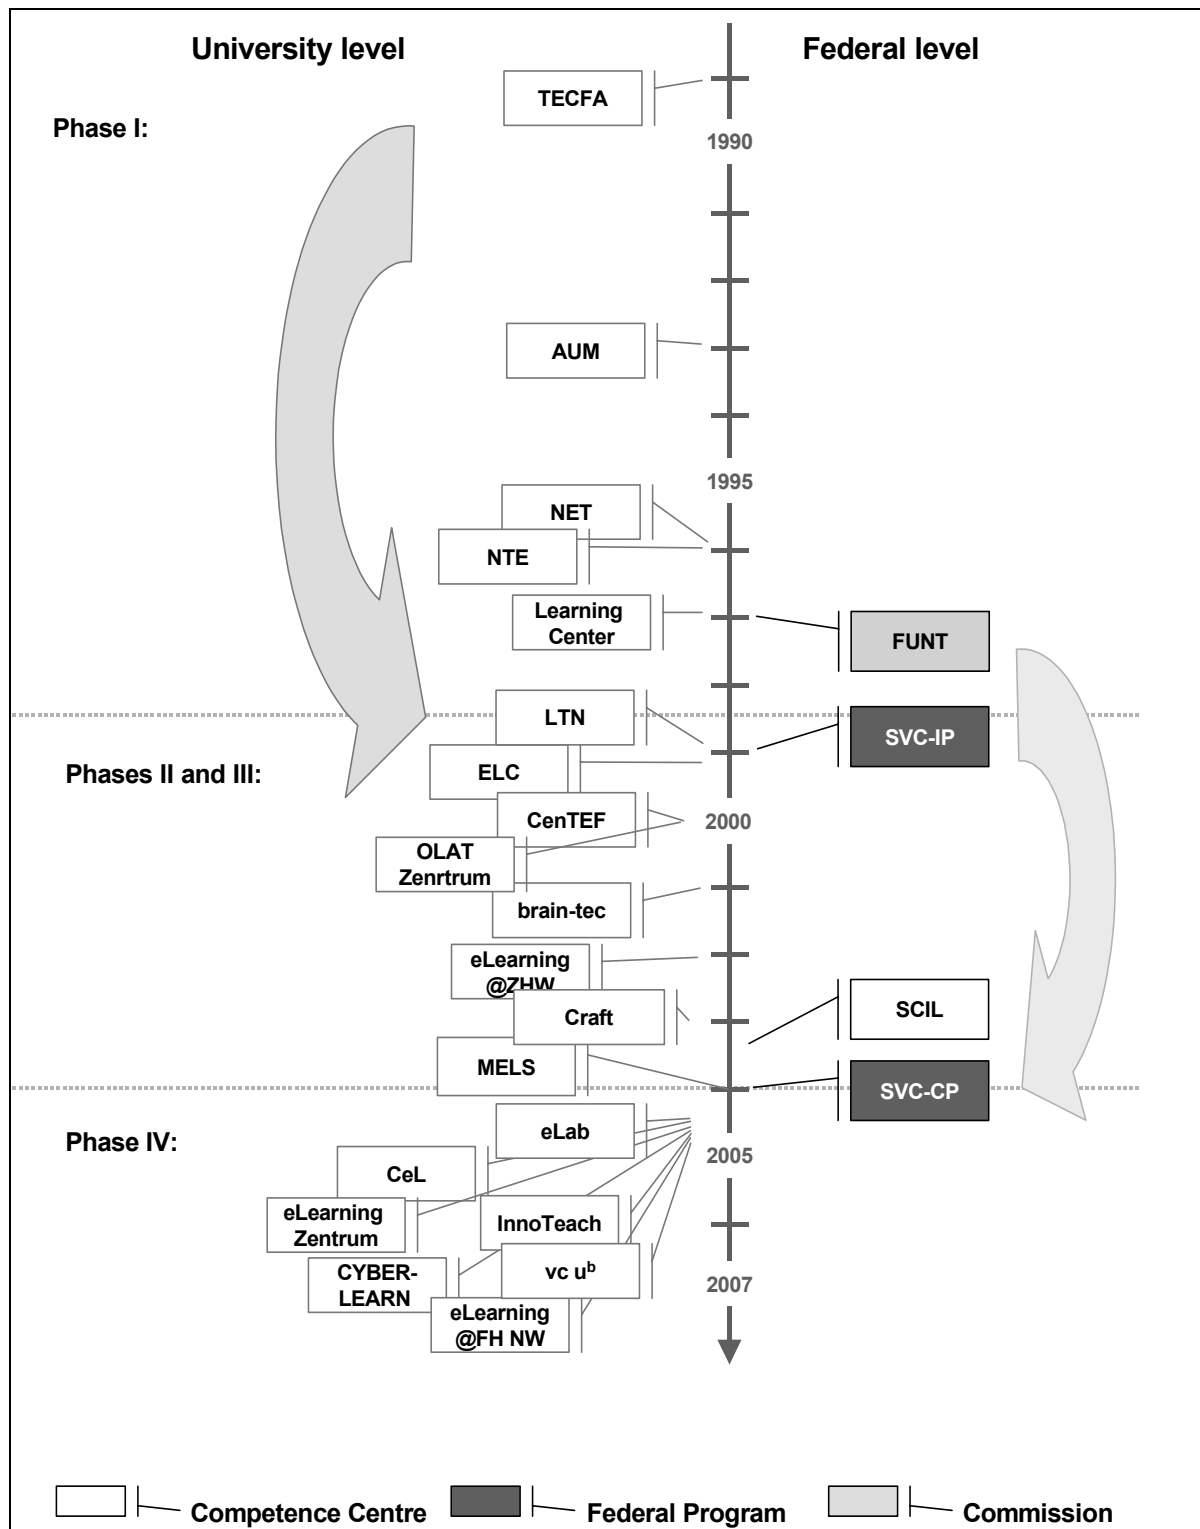 University level
Federal level
TECFA
Phase I:
1990
AUM
1995
NET
NTE
Learning
Center
FUNT
LTN
SVC-IP
ELC
Phases II and III:
CenTEF
2000
OLAT
Zenrtrum
brain-tec
eLearning
@ZHW
Craft
SCIL
MELS
SVC-CP
eLab
Phase IV:
2005
CeL
eLearning
Zentrum
InnoTeach
CYBER-
LEARN
vc uᵇ
2007
eLearning
@FH NW
Competence Centre
Federal Program
Commission